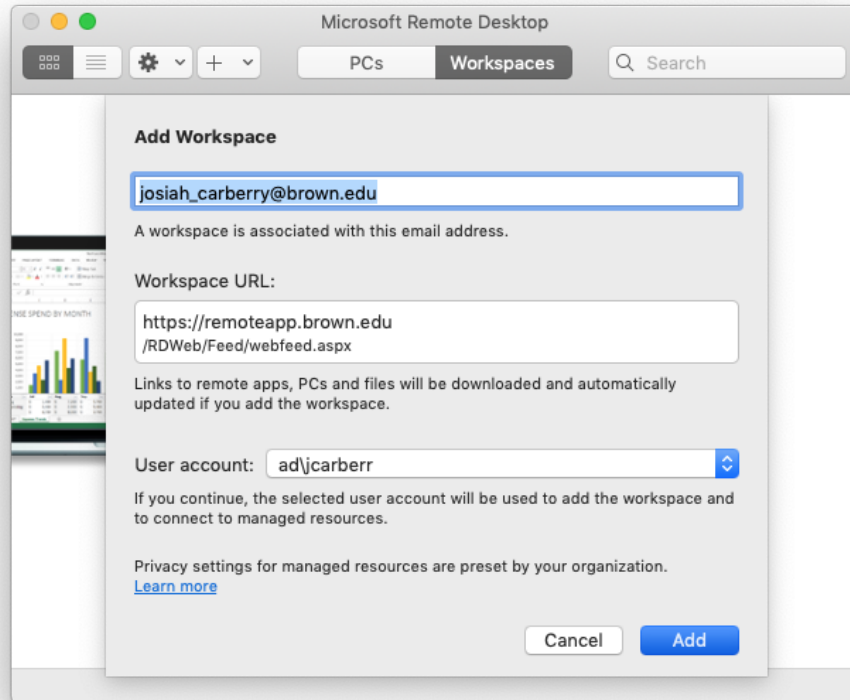 Microsoft Remote Desktop
PCs
Workspaces
Search
Add Workspace
josiah_carberry@brown.edu
A workspace is associated with this email address.
Workspace URL:
https://remoteapp.brown.edu
/RDWeb/Feed/webfeed.aspx
Links to remote apps, PCs and files will be downloaded and automatically
updated if you add the workspace.
NSE SPEND BY MONTH
User account:
ad\jcarberr
If you continue, the selected user account will be used to add the workspace and
to connect to managed resources.
Privacy settings for managed resources are preset by your organization.
Learn more
Cancel
Add